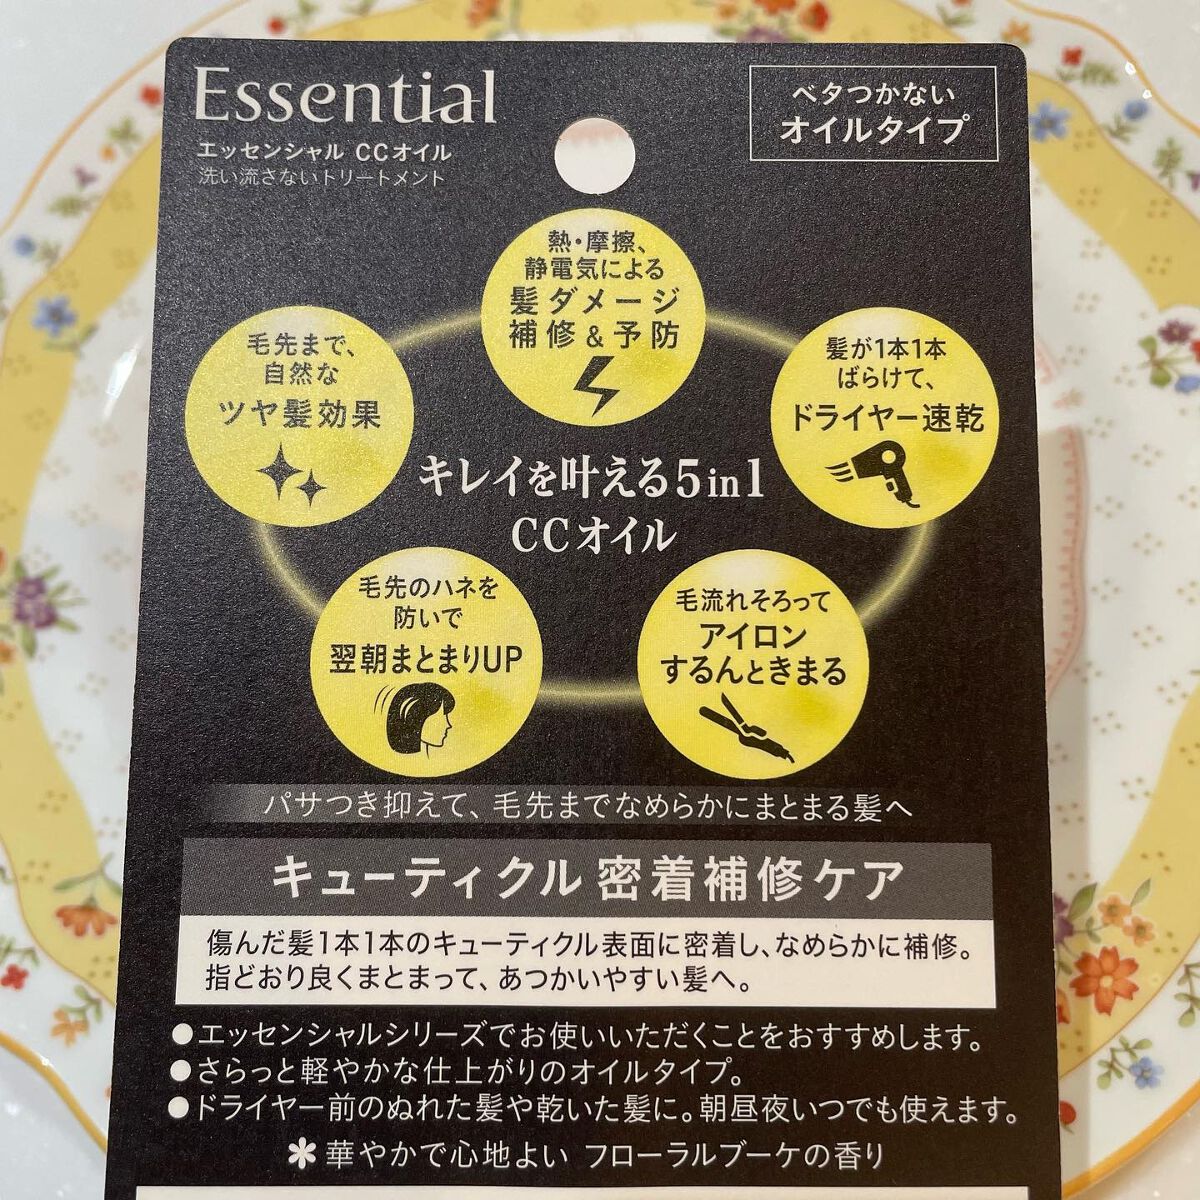 Essential
エッセンシャル CCオイル
洗い流さないトリートメント
ベタつかない
オイルタイプ
熱・摩擦、
静電気による
髪ダメージ
補修&予防
毛先まで、
自然な
ツヤ髪効果
髪が1本1本
ばらけて、
ドライヤー速乾
キレイを叶える5in1
CCオイル
毛先のハネを
防いで
翌朝まとまりUP
毛流れそろって
アイロン
するんときまる
パサつき抑えて、毛先までなめらかにまとまる髪へ
キューティクル 密着補修ケア
傷んだ髪1本1本のキューティクル表面に密着し、なめらかに補修。
指どおり良くまとまって、あつかいやすい髪へ。
●エッセンシャルシリーズでお使いいただくことをおすすめします。
●さらっと軽やかな仕上がりのオイルタイプ。
●ドライヤー前のぬれた髪や乾いた髪に。朝昼夜いつでも使えます。
＊華やかで心地よい フローラルブーケの香り